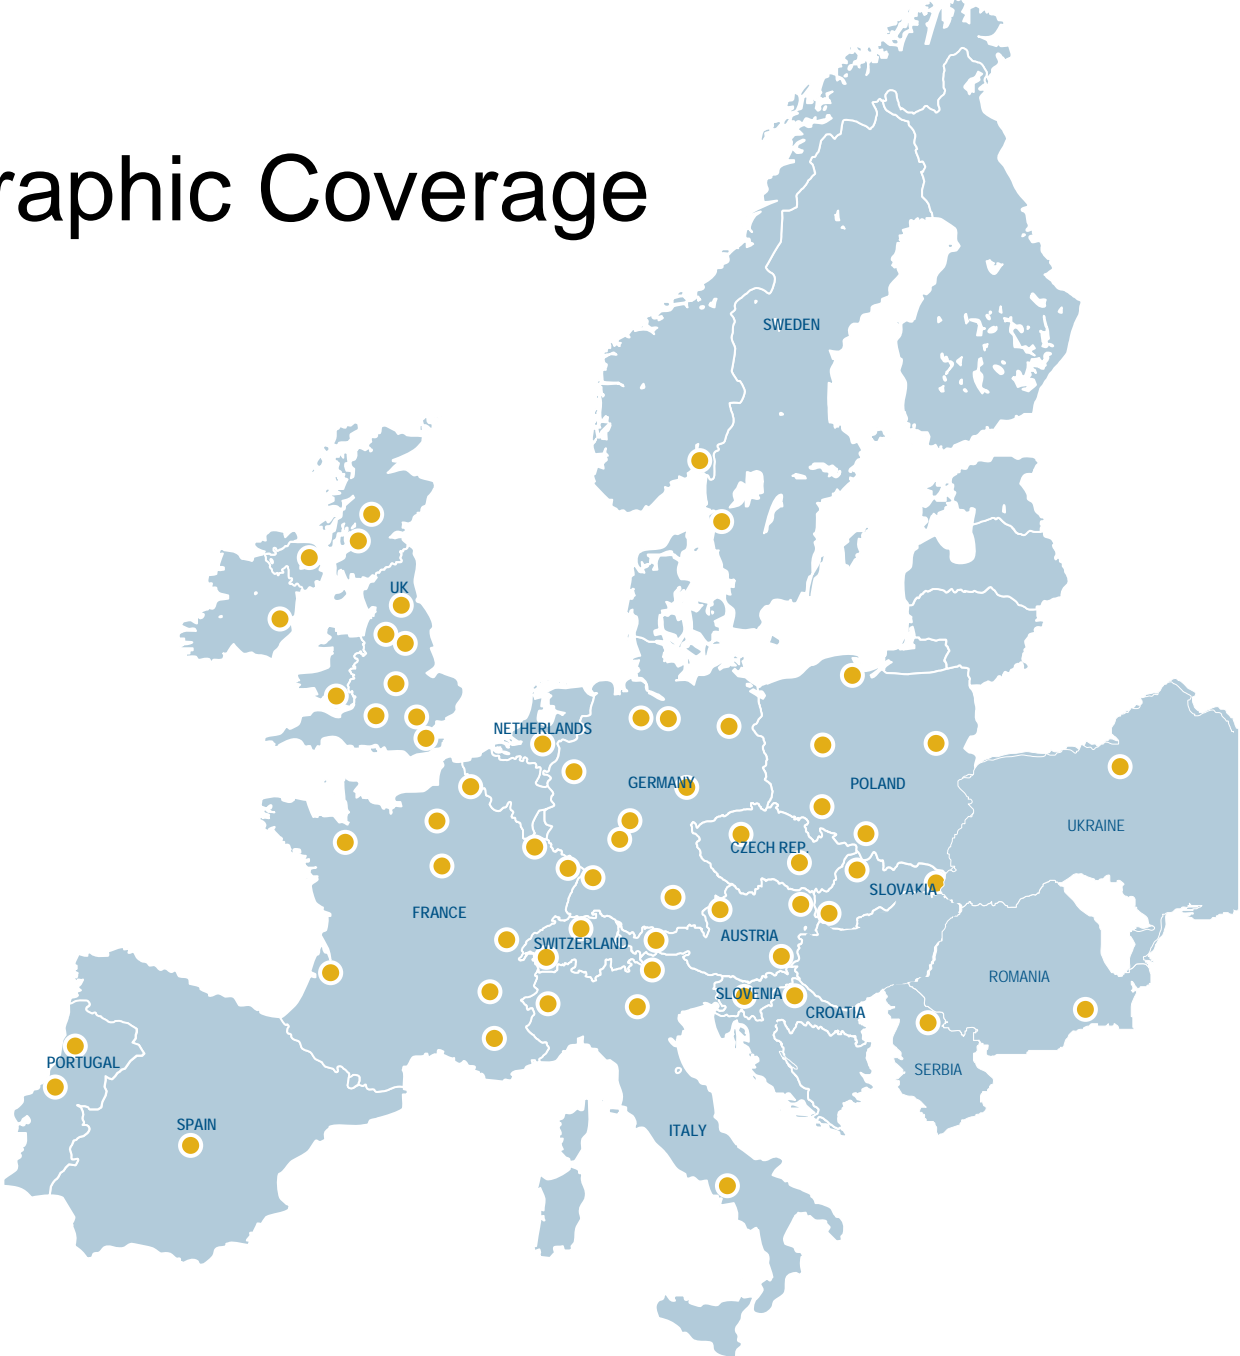 raphic Coverage
SWEDEN
UK
NETHERLANDS
GERMANY
POLAND
UKRAINE
CZECH REP.
SLOVAKIA
FRANCE
AUSTRIA
SWITZERLAND
ROMANIA
SLOVENIA
CROATIA
PORTUGAL
SERBIA
SPAIN
ITALY